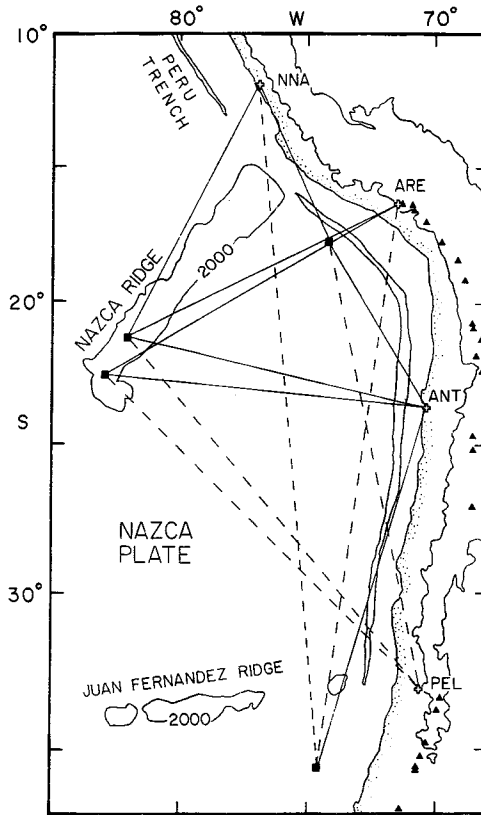 80° W 70°
10°
PERU
TRENCH
NNA
ARE
2000
NAZCA RIDGE
20°
ANT
S
NAZCA
PLATE
30°
JUAN FERNANDEZ RIDGE
PEL
2000